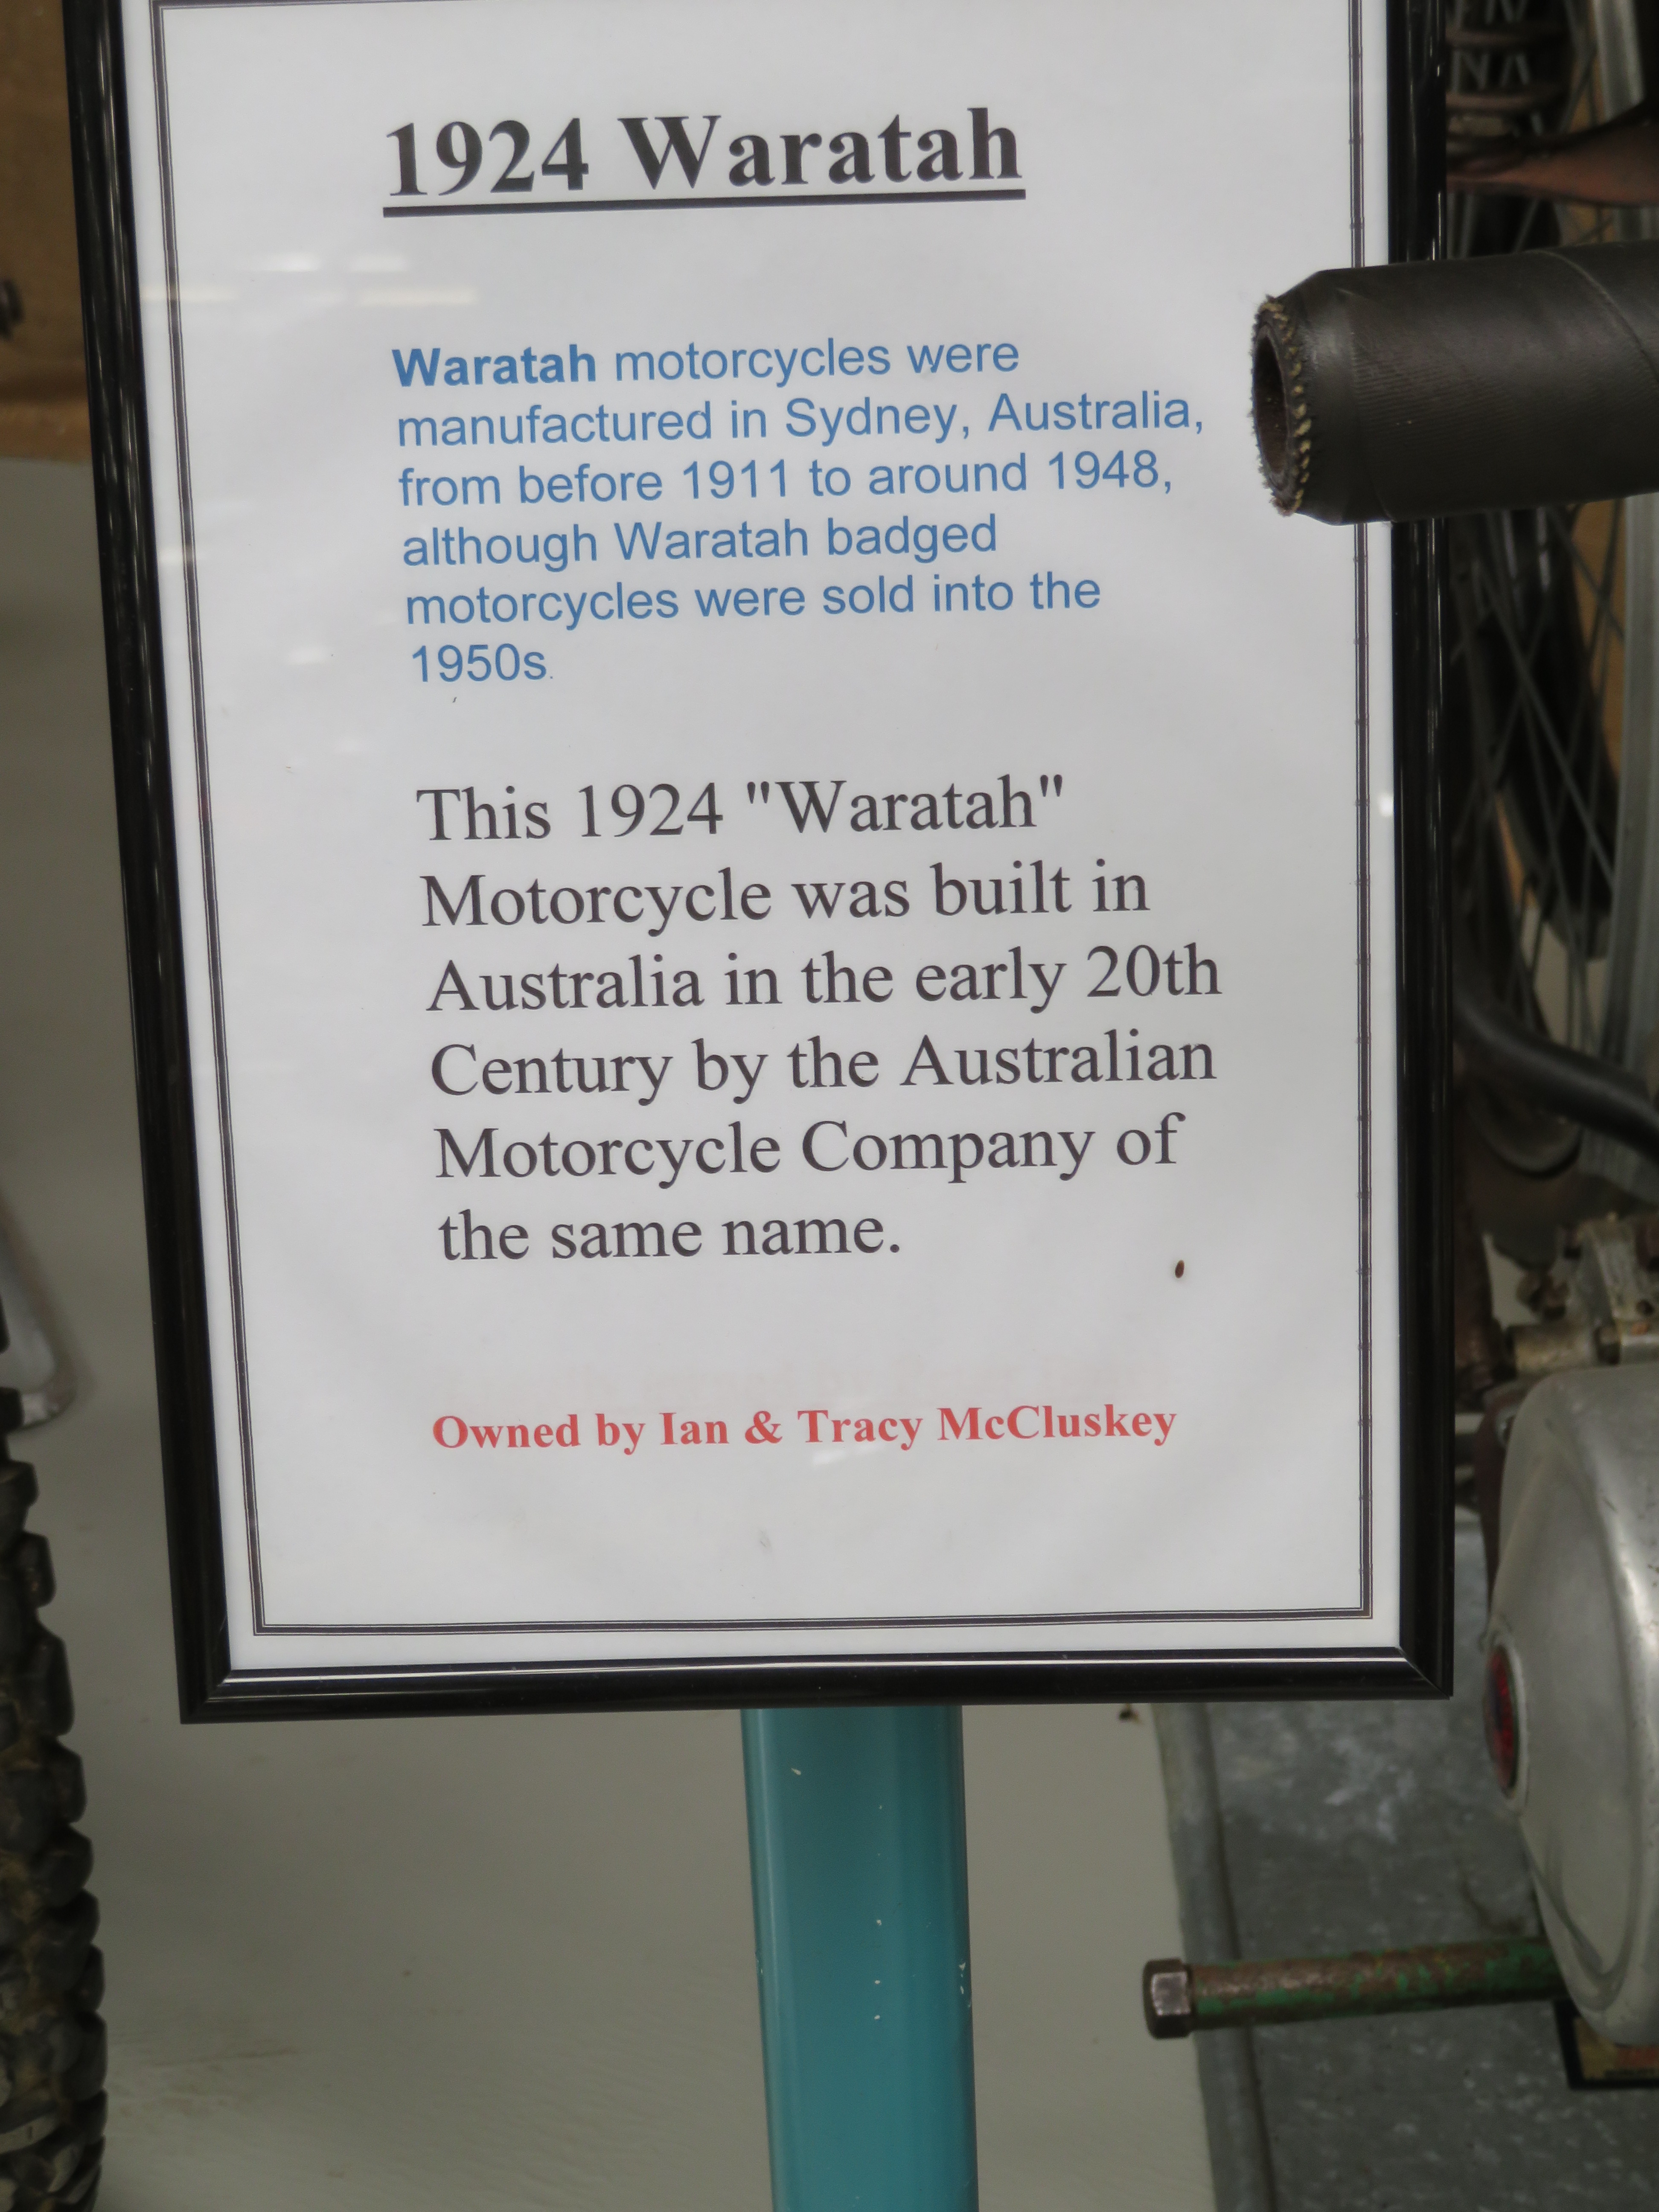 1924 Waratah
Waratah motorcycles were
manufactured in Sydney, Australia,
from before 1911 to around 1948,
although Waratah badged
motorcycles were sold into the
1950s.
This 1924 "Waratah"
Motorcycle was built in
Australia in the early 20th
Century by the Australian
Motorcycle Company of
the same name.
Owned by Ian & Tracy McCluskey